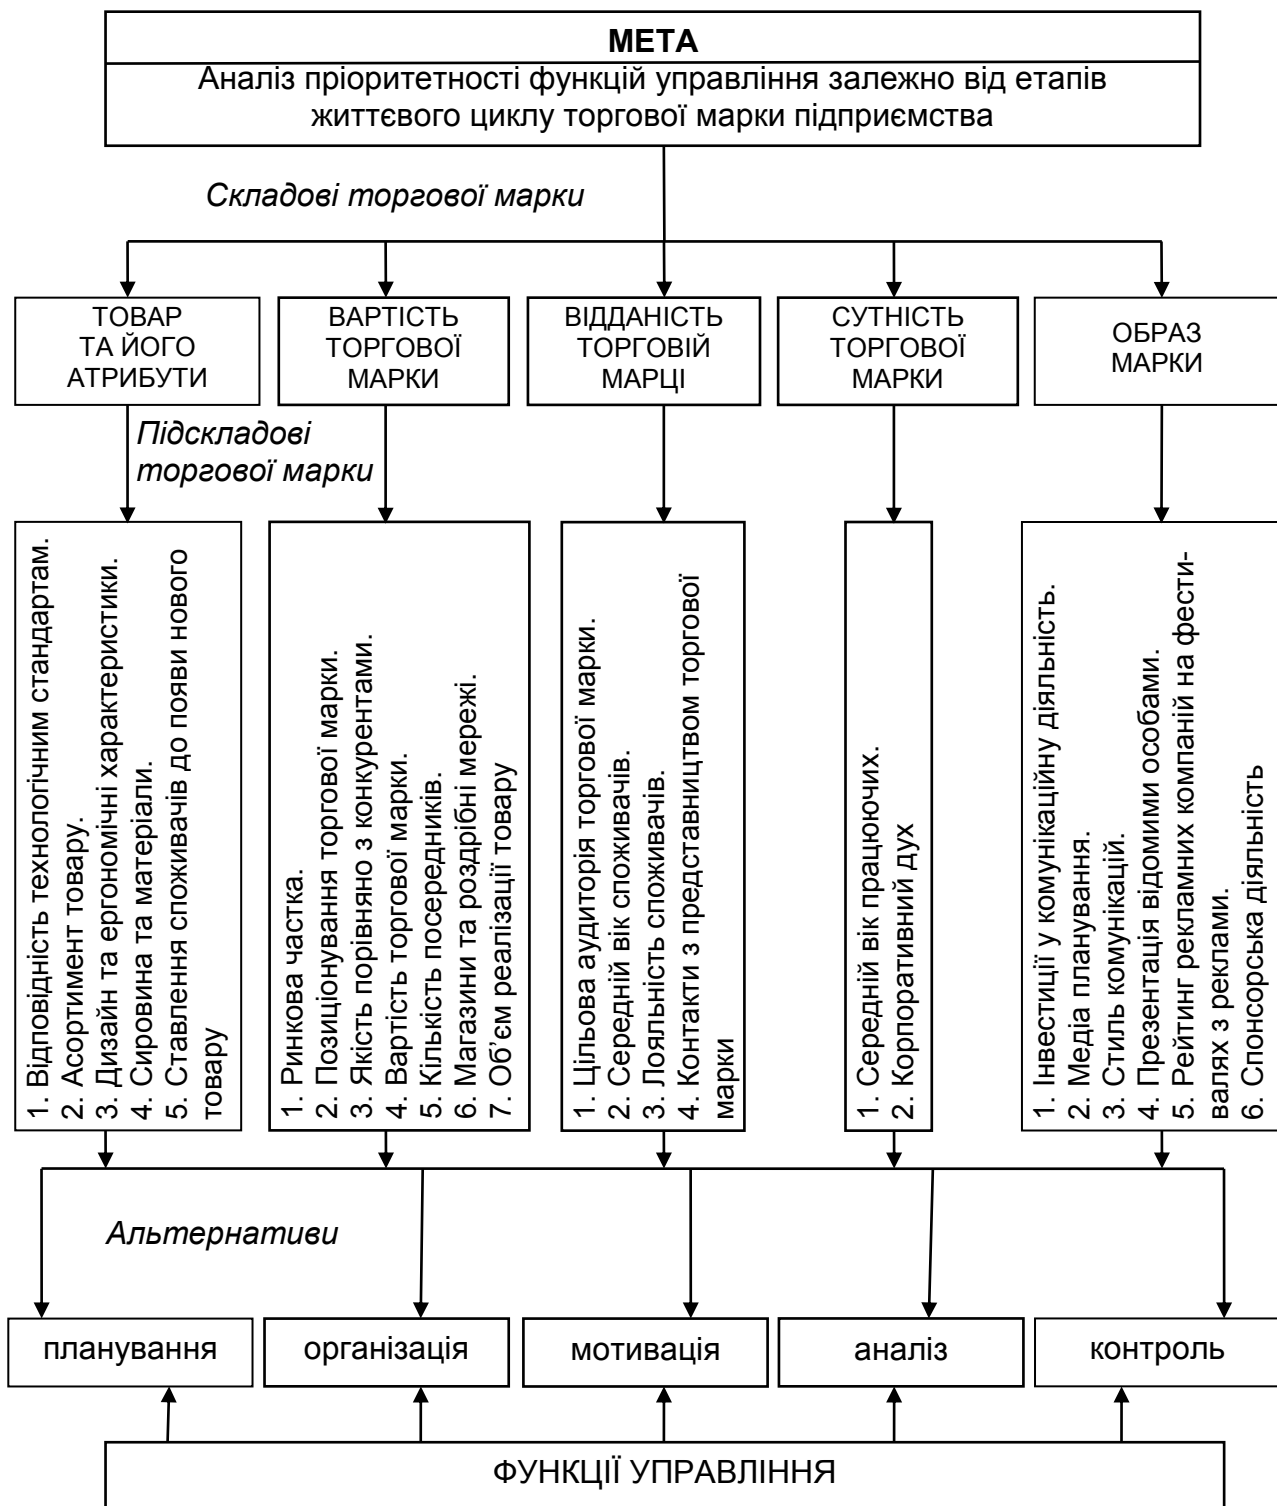 МЕТА
Аналіз пріоритетності функцій управління залежно від етапів
життєвого циклу торгової марки підприємства
Складові торгової марки
ТОВАР
ТА ЙОГО
АТРИБУТИ
ВАРТІСТЬ
ТОРГОВОЇ
МАРКИ
ВІДДАНІСТЬ
ТОРГОВІЙ
МАРЦІ
СУТНІСТЬ
ТОРГОВОЇ
МАРКИ
ОБРАЗ
МАРКИ
Підскладові
торгової марки
1. Відповідність технологічним стандартам.
2. Асортимент товару.
3. Дизайн та ергономічні характеристики.
4. Сировина та матеріали.
5. Ставлення споживачів до появи нового
товару
1. Ринкова частка.
2. Позиціонування торгової марки.
3. Якість порівняно з конкурентами.
4. Вартість торгової марки.
5. Кількість посередників.
6. Магазини та роздрібні мережі.
7. Об’єм реалізації товару
1. Цільова аудиторія торгової марки.
2. Середній вік споживачів.
3. Лояльність споживачів.
4. Контакти з представництвом торгової
марки
1. Середній вік працюючих.
2. Корпоративний дух
1. Інвестиції у комунікаційну діяльність.
2. Медіа планування.
3. Стиль комунікацій.
4. Презентація відомими особами.
5. Рейтинг рекламних компаній на фести-
валях з реклами.
6. Спонсорська діяльність
Альтернативи
планування
організація
мотивація
аналіз
контроль
ФУНКЦІЇ УПРАВЛІННЯ